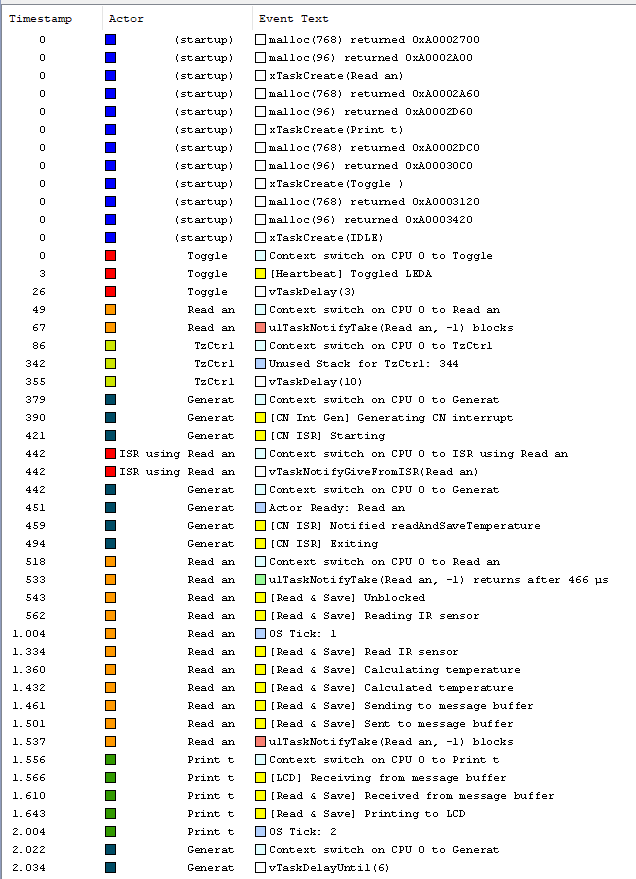 Timestamp Actor Event Text
0 (startup) malloc(768) returned 0xA0002700
0 (startup) malloc(96) returned 0xA0002A00
0 (startup) xTaskCreate(Read an)
0 (startup) malloc(768) returned 0xA0002A60
0 (startup) malloc(96) returned 0xA0002D60
0 (startup) xTaskCreate(Print t)
0 (startup) malloc(768) returned 0xA0002DC0
0 (startup) malloc(96) returned 0xA00030C0
0 (startup) xTaskCreate(Toggle )
0 (startup) malloc(768) returned 0xA0003120
0 (startup) malloc(96) returned 0xA0003420
0 (startup) xTaskCreate(IDLE)
0 Toggle Context switch on CPU 0 to Toggle
3 Toggle [Heartbeat] Toggled LEDA
26 Toggle vTaskDelay(3)
49 Read an Context switch on CPU 0 to Read an
67 Read an ulTaskNotifyTake(Read an, -1) blocks
86 TzCtrl Context switch on CPU 0 to TzCtrl
342 TzCtrl Unused Stack for TzCtrl: 344
355 TzCtrl vTaskDelay(10)
379 Generat Context switch on CPU 0 to Generat
390 Generat [CN Int Gen] Generating CN interrupt
421 Generat [CN ISR] Starting
442 ISR using Read an Context switch on CPU 0 to ISR using Read an
442 ISR using Read an vTaskNotifyGiveFromISR(Read an)
442 Generat Context switch on CPU 0 to Generat
451 Generat Actor Ready: Read an
459 Generat [CN ISR] Notified readAndSaveTemperature
494 Generat [CN ISR] Exiting
518 Read an Context switch on CPU 0 to Read an
533 Read an ulTaskNotifyTake(Read an, -1) returns after 466 µs
543 Read an [Read & Save] Unblocked
562 Read an [Read & Save] Reading IR sensor
1.004 Read an OS Tick: 1
1.334 Read an [Read & Save] Read IR sensor
1.360 Read an [Read & Save] Calculating temperature
1.432 Read an [Read & Save] Calculated temperature
1.461 Read an [Read & Save] Sending to message buffer
1.501 Read an [Read & Save] Sent to message buffer
1.537 Read an ulTaskNotifyTake(Read an, -1) blocks
1.556 Print t Context switch on CPU 0 to Print t
1.566 Print t [LCD] Receiving from message buffer
1.610 Print t [Read & Save] Received from message buffer
1.643 Print t [Read & Save] Printing to LCD
2.004 Print t OS Tick: 2
2.022 Generat Context switch on CPU 0 to Generat
2.034 Generat vTaskDelayUntil(6)